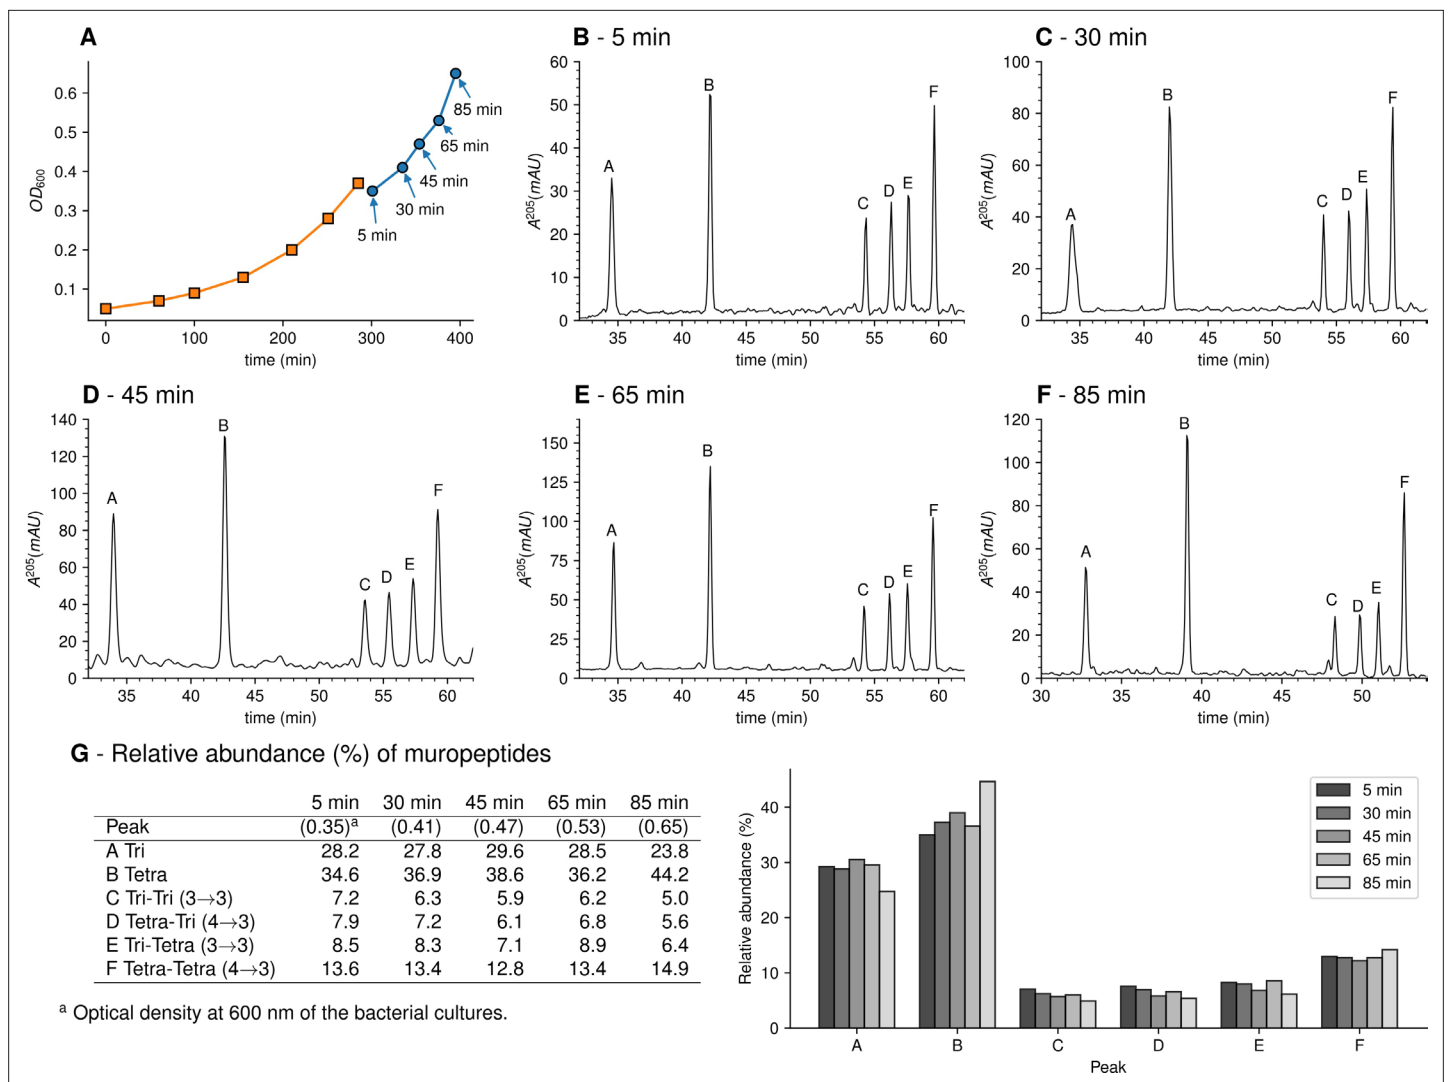 A
OD600
0.6
0.5
0.4
0.3
0.2
0.1
0 100 200 300 400
time (min)
85 min
65 min
45 min
30 min
5 min
B - 5 min
A205(mAU)
60
50
40
30
20
10
0
35 40 45 50 55 60
time (min)
A B C D E F
C - 30 min
A205(mAU)
100
80
60
40
20
0
35 40 45 50 55 60
time (min)
A B C D E F
D - 45 min
A205(mAU)
140
120
100
80
60
40
20
0
35 40 45 50 55 60
time (min)
A B C D E F
E - 65 min
A205(mAU)
150
125
100
75
50
25
0
35 40 45 50 55 60
time (min)
A B C D E F
F - 85 min
A205(mAU)
120
100
80
60
40
20
0
30 35 40 45 50
time (min)
A B C D E F
G - Relative abundance (%) of muropeptides
5 min 30 min 45 min 65 min 85 min
Peak (0.35)a (0.41) (0.47) (0.53) (0.65)
A Tri 28.2 27.8 29.6 28.5 23.8
B Tetra 34.6 36.9 38.6 36.2 44.2
C Tri-Tri (3→3) 7.2 6.3 5.9 6.2 5.0
D Tetra-Tri (4→3) 7.9 7.2 6.1 6.8 5.6
E Tri-Tetra (3→3) 8.5 8.3 7.1 8.9 6.4
F Tetra-Tetra (4→3) 13.6 13.4 12.8 13.4 14.9
a Optical density at 600 nm of the bacterial cultures.
Relative abundance (%)
40
30
20
10
0
A B C D E F
Peak
5 min
30 min
45 min
65 min
85 min